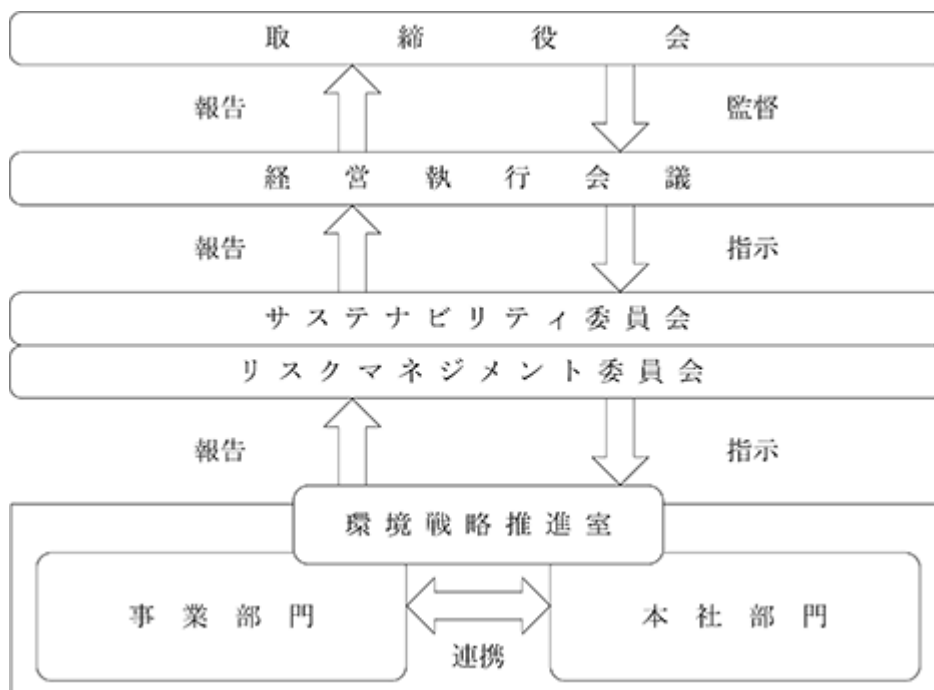 取締役会
報告 監督
経営執行会議
報告 指示
サステナビリティ委員会
リスクマネジメント委員会
報告 指示
環境戦略推進室
事業部門 本社部門
連携